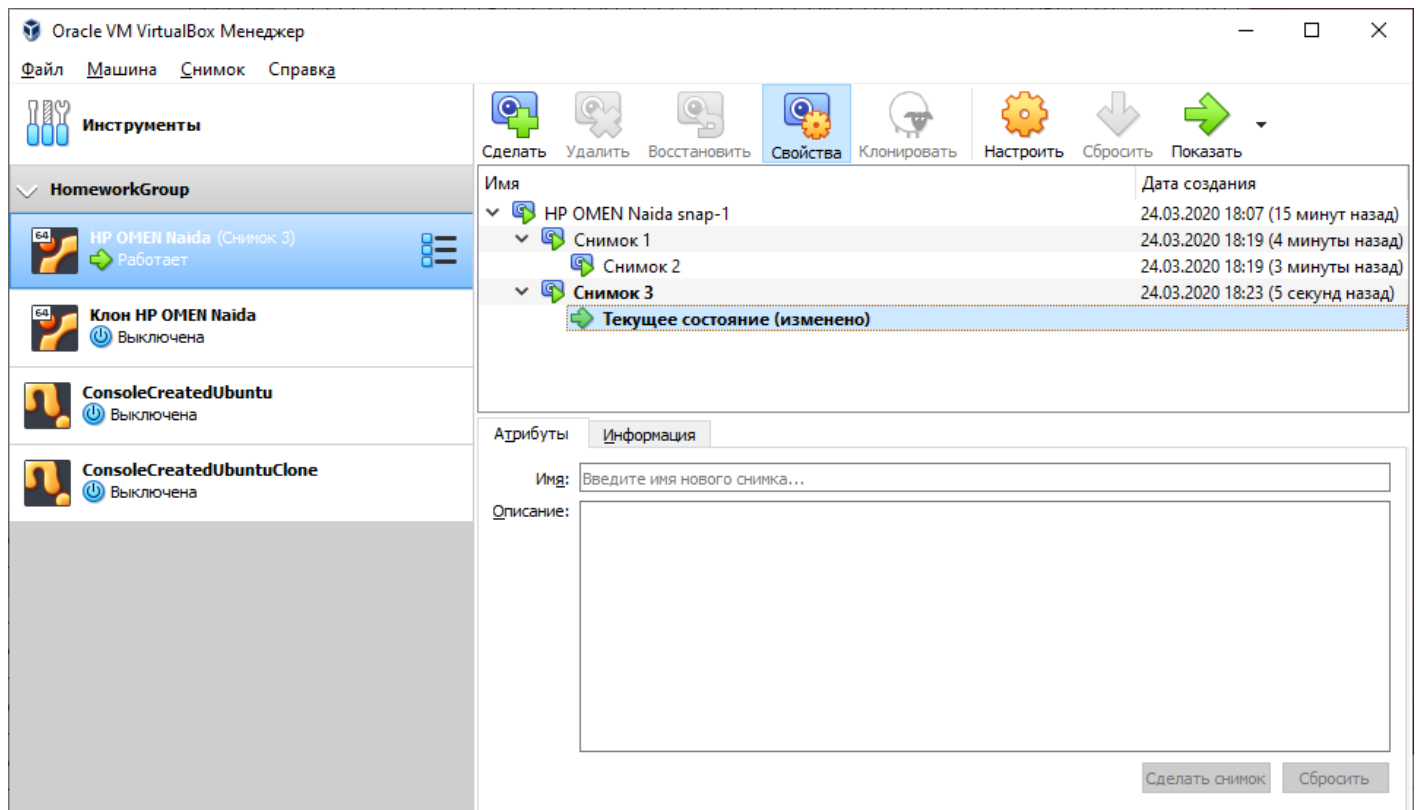 Oracle VM VirtualBox Менеджер
Файл Машина Снимок Справка
Инструменты
HomeworkGroup
64
HP OMEN Naida (Снимок 3)
Работает
64
Клон HP OMEN Naida
Выключена
ConsoleCreatedUbuntu
Выключена
ConsoleCreatedUbuntuClone
Выключена
Сделать Удалить Восстановить Свойства Клонировать Настроить Сбросить Показать
Имя Дата создания
HP OMEN Naida snap-1 24.03.2020 18:07 (15 минут назад)
Снимок 1 24.03.2020 18:19 (4 минуты назад)
Снимок 2 24.03.2020 18:19 (3 минуты назад)
Снимок 3 24.03.2020 18:23 (5 секунд назад)
Текущее состояние (изменено)
Атрибуты Информация
Имя: Введите имя нового снимка...
Описание:
Сделать снимок Сбросить